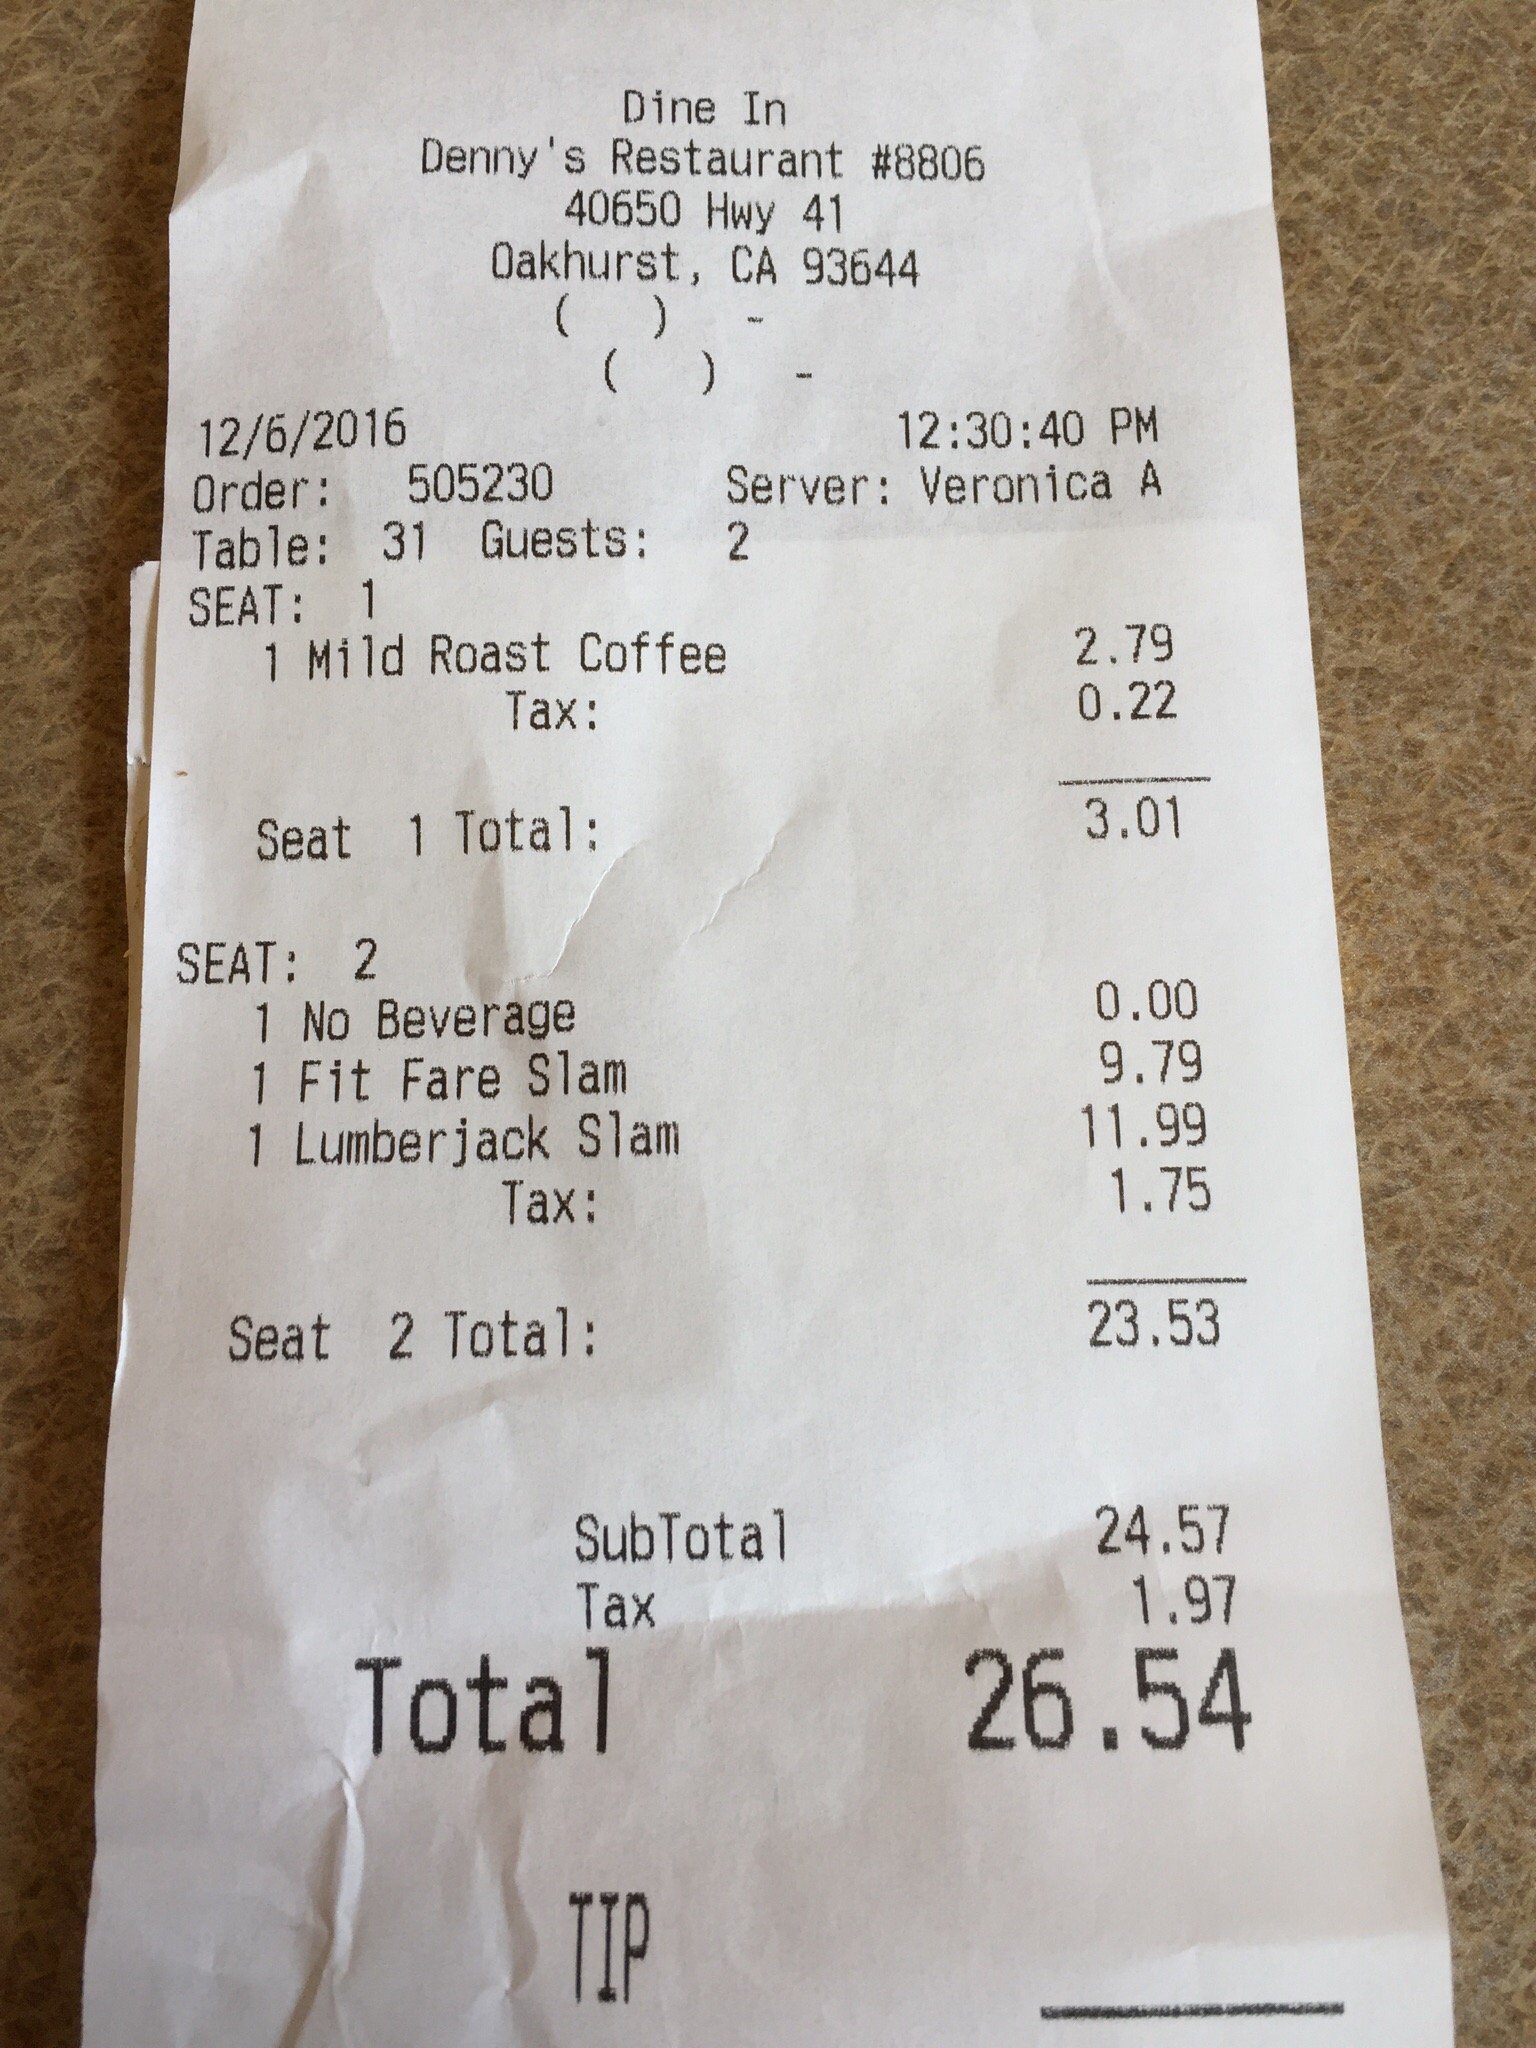 Dine In
Denny's Restaurant #8806
40650 Hwy 41
Oakhurst, CA 93644
( ) -
( ) -
12/6/2016 12:30:40 PM
Order: 505230 Server: Veronica A
Table: 31 Guests: 2
SEAT: 1
1 Mild Roast Coffee 2.79
Tax: 0.22
Seat 1 Total: 3.01
SEAT: 2
1 No Beverage 0.00
1 Fit Fare Slam 9.79
1 Lumberjack Slam 11.99
Tax: 1.75
Seat 2 Total: 23.53
SubTotal 24.57
Tax 1.97
Total 26.54
TIP